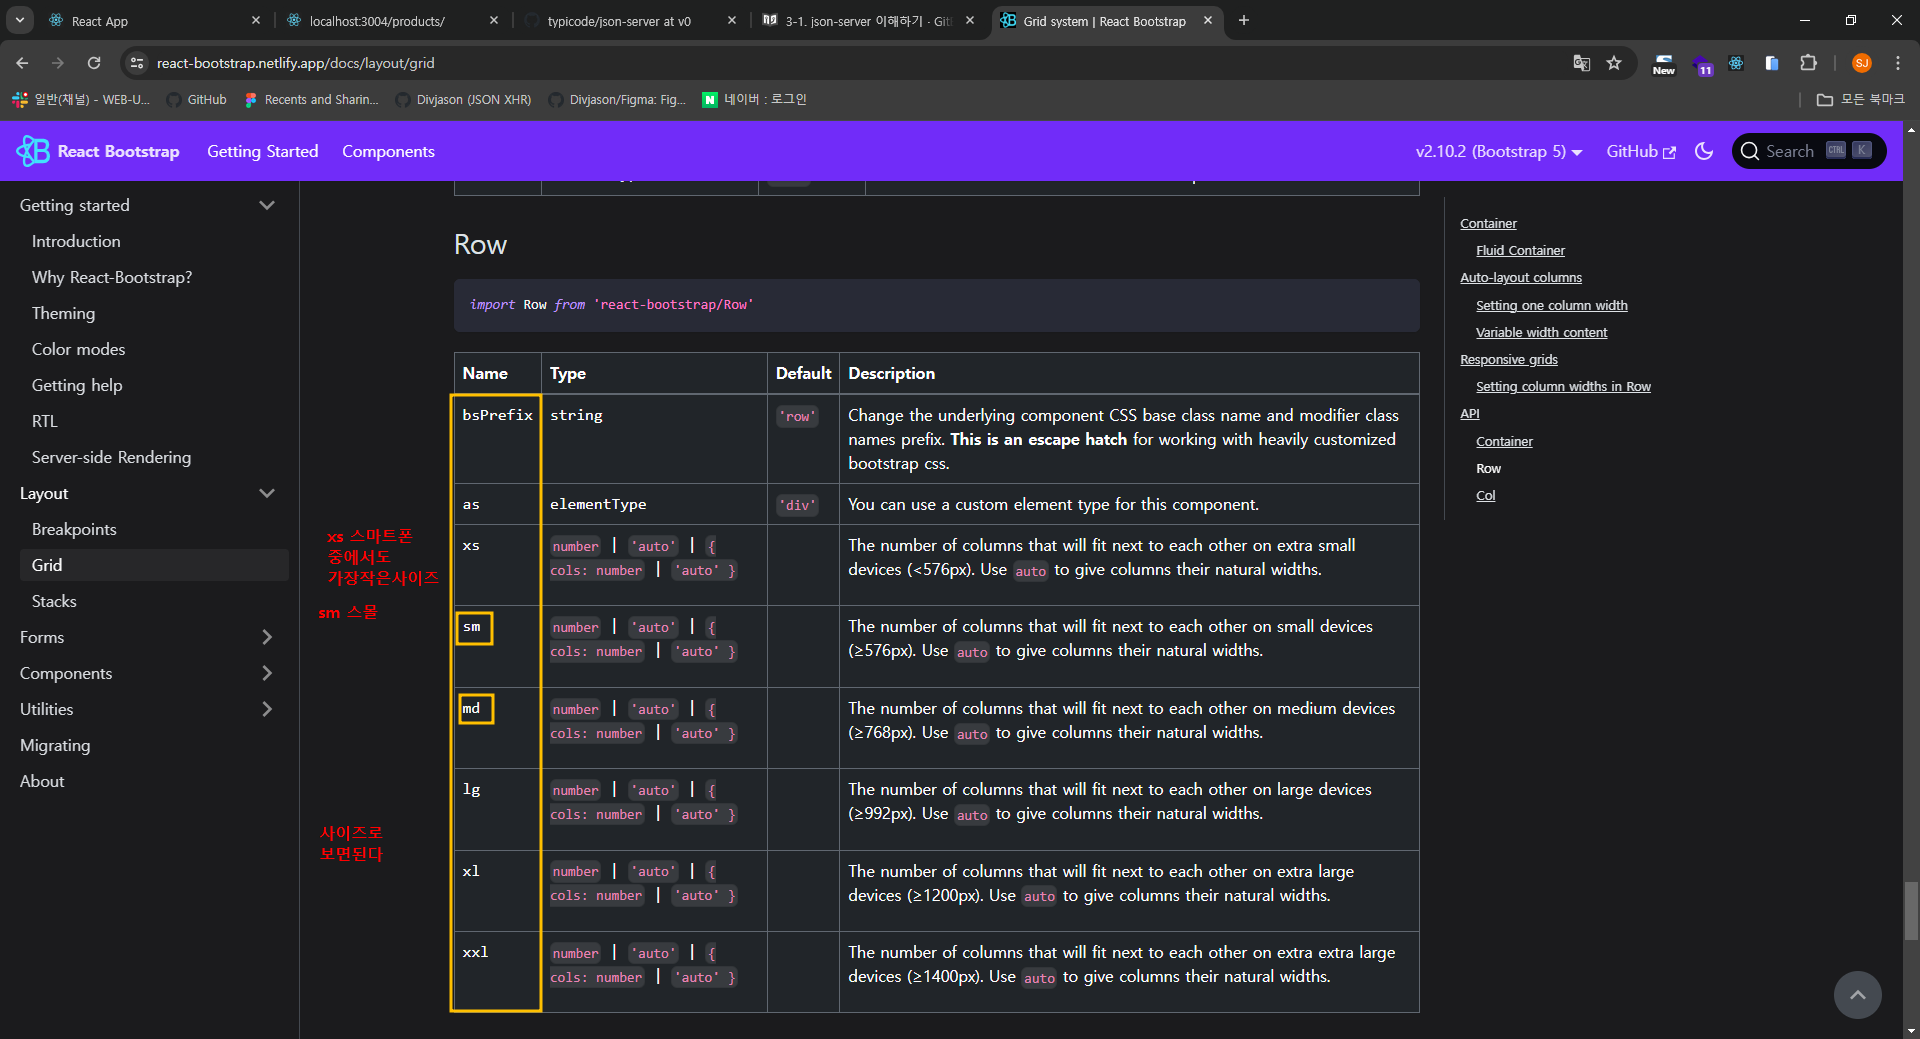 React App
localhost:3004/products/
typicode/json-server at v0
3-1. json-server 이해하기 · Git
Grid system | React Bootstrap
react-bootstrap.netlify.app/docs/layout/grid
New
11
SJ
일반(채널) - WEB-U...
GitHub
Recents and Sharin...
Divjason (JSON XHR)
Divjason/Figma: Fig...
N 네이버 : 로그인
모든 북마크
React Bootstrap
Getting Started
Components
v2.10.2 (Bootstrap 5)
GitHub
Search
CTRL K
Getting started
Introduction
Why React-Bootstrap?
Theming
Color modes
Getting help
RTL
Server-side Rendering
Layout
Breakpoints
Grid
Stacks
Forms
Components
Utilities
Migrating
About
xs 스마트폰
중에서도
가장작은사이즈
sm 스몰
사이즈로
보면된다
Row
import Row from 'react-bootstrap/Row'
Name Type Default Description
bsPrefix string 'row' Change the underlying component CSS base class name and modifier class
names prefix. This is an escape hatch for working with heavily customized
bootstrap css.
as elementType 'div' You can use a custom element type for this component.
xs number | 'auto' | { The number of columns that will fit next to each other on extra small
cols: number | 'auto' } devices (<576px). Use auto to give columns their natural widths.
sm number | 'auto' | { The number of columns that will fit next to each other on small devices
cols: number | 'auto' } (≥576px). Use auto to give columns their natural widths.
md number | 'auto' | { The number of columns that will fit next to each other on medium devices
cols: number | 'auto' } (≥768px). Use auto to give columns their natural widths.
lg number | 'auto' | { The number of columns that will fit next to each other on large devices
cols: number | 'auto' } (≥992px). Use auto to give columns their natural widths.
xl number | 'auto' | { The number of columns that will fit next to each other on extra large
cols: number | 'auto' } devices (≥1200px). Use auto to give columns their natural widths.
xxl number | 'auto' | { The number of columns that will fit next to each other on extra extra large
cols: number | 'auto' } devices (≥1400px). Use auto to give columns their natural widths.
Container
Fluid Container
Auto-layout columns
Setting one column width
Variable width content
Responsive grids
Setting column widths in Row
API
Container
Row
Col